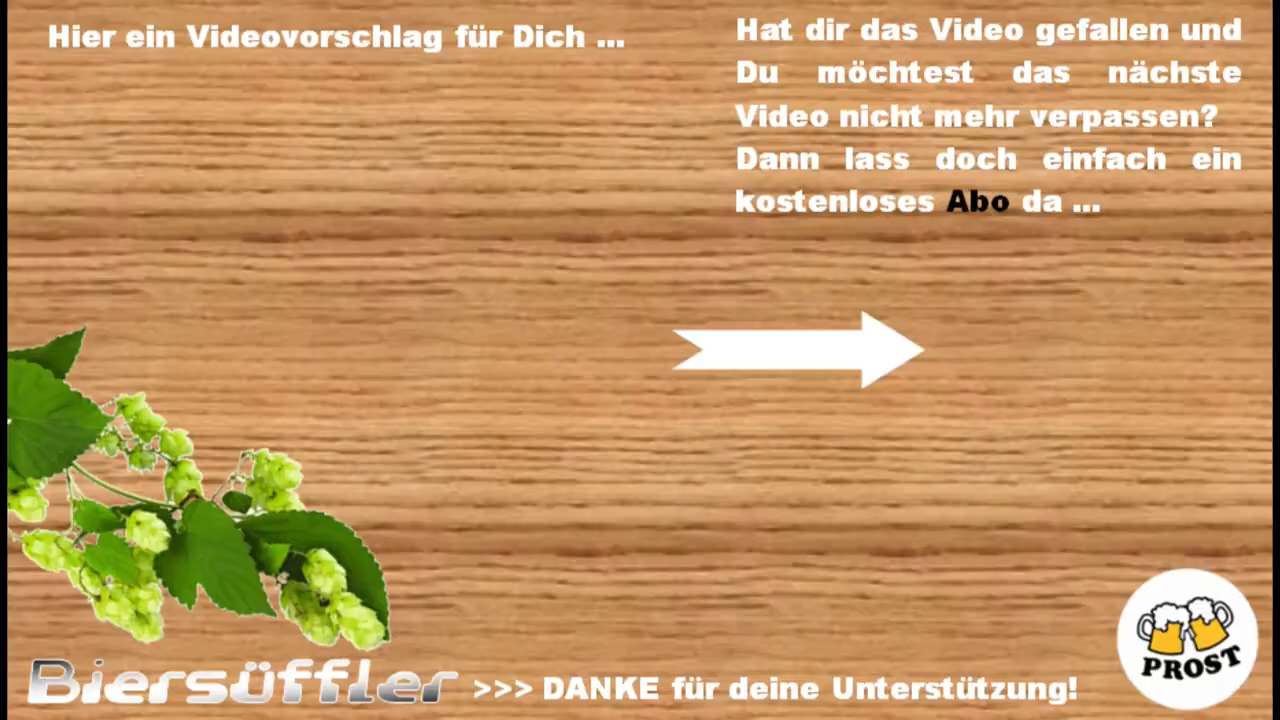 Hier ein Videovorschlag für Dich ...
Hat dir das Video gefallen und
Du möchtest das nächste
Video nicht mehr verpassen?
Dann lass doch einfach ein
kostenloses Abo da ...
PROST
Biersüffler >>> DANKE für deine Unterstützung!